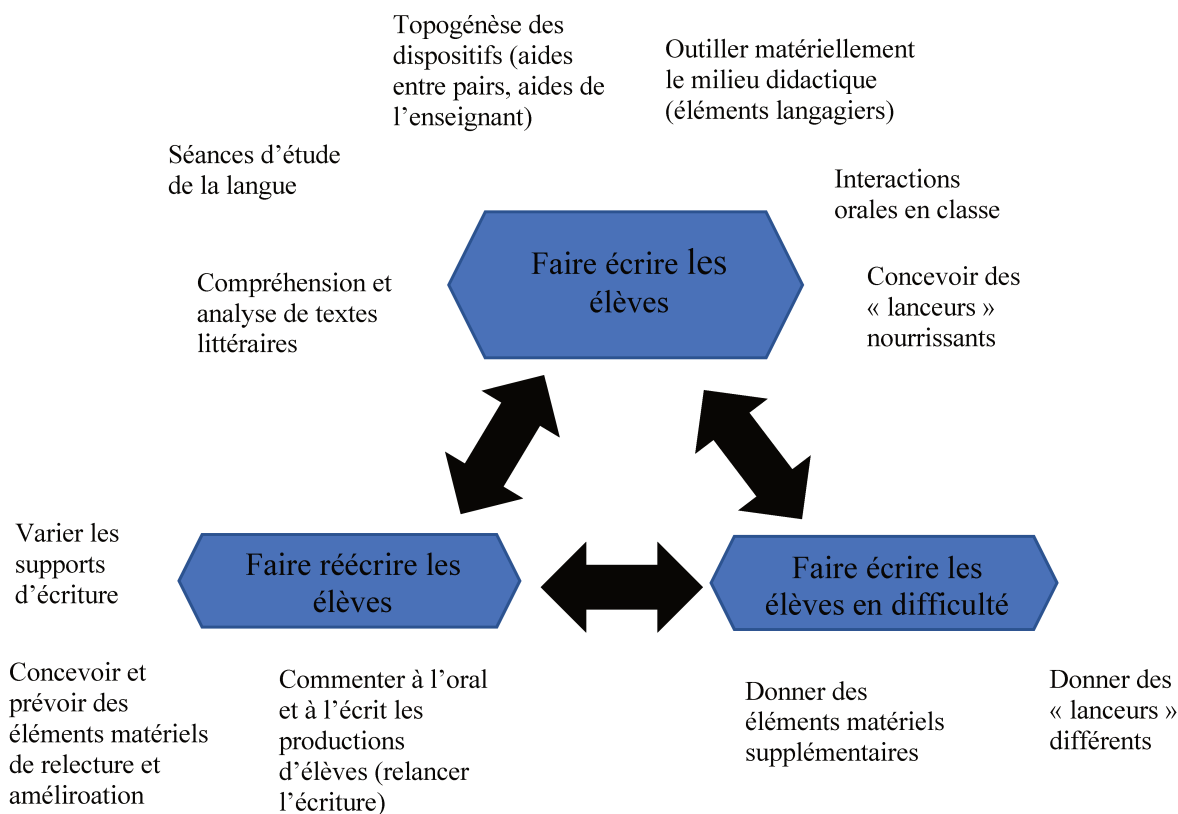 Topogénèse des
dispositifs (aides
entre pairs, aides de
l’enseignant)
Outiller matériellement
le milieu didactique
(éléments langagiers)
Séances d’étude
de la langue
Interactions
orales en classe
Faire écrire les
élèves
Compréhension et
analyse de textes
littéraires
Concevoir des
« lanceurs »
nourrissants
Varier les
supports
d’écriture
Faire réécrire les
élèves
Faire écrire les
élèves en difficulté
Concevoir et
prévoir des
éléments matériels
de relecture et
améliroation
Commenter à l’oral
et à l’écrit les
productions
d’élèves (relancer
l’écriture)
Donner des
éléments matériels
supplémentaires
Donner des
« lanceurs »
différents